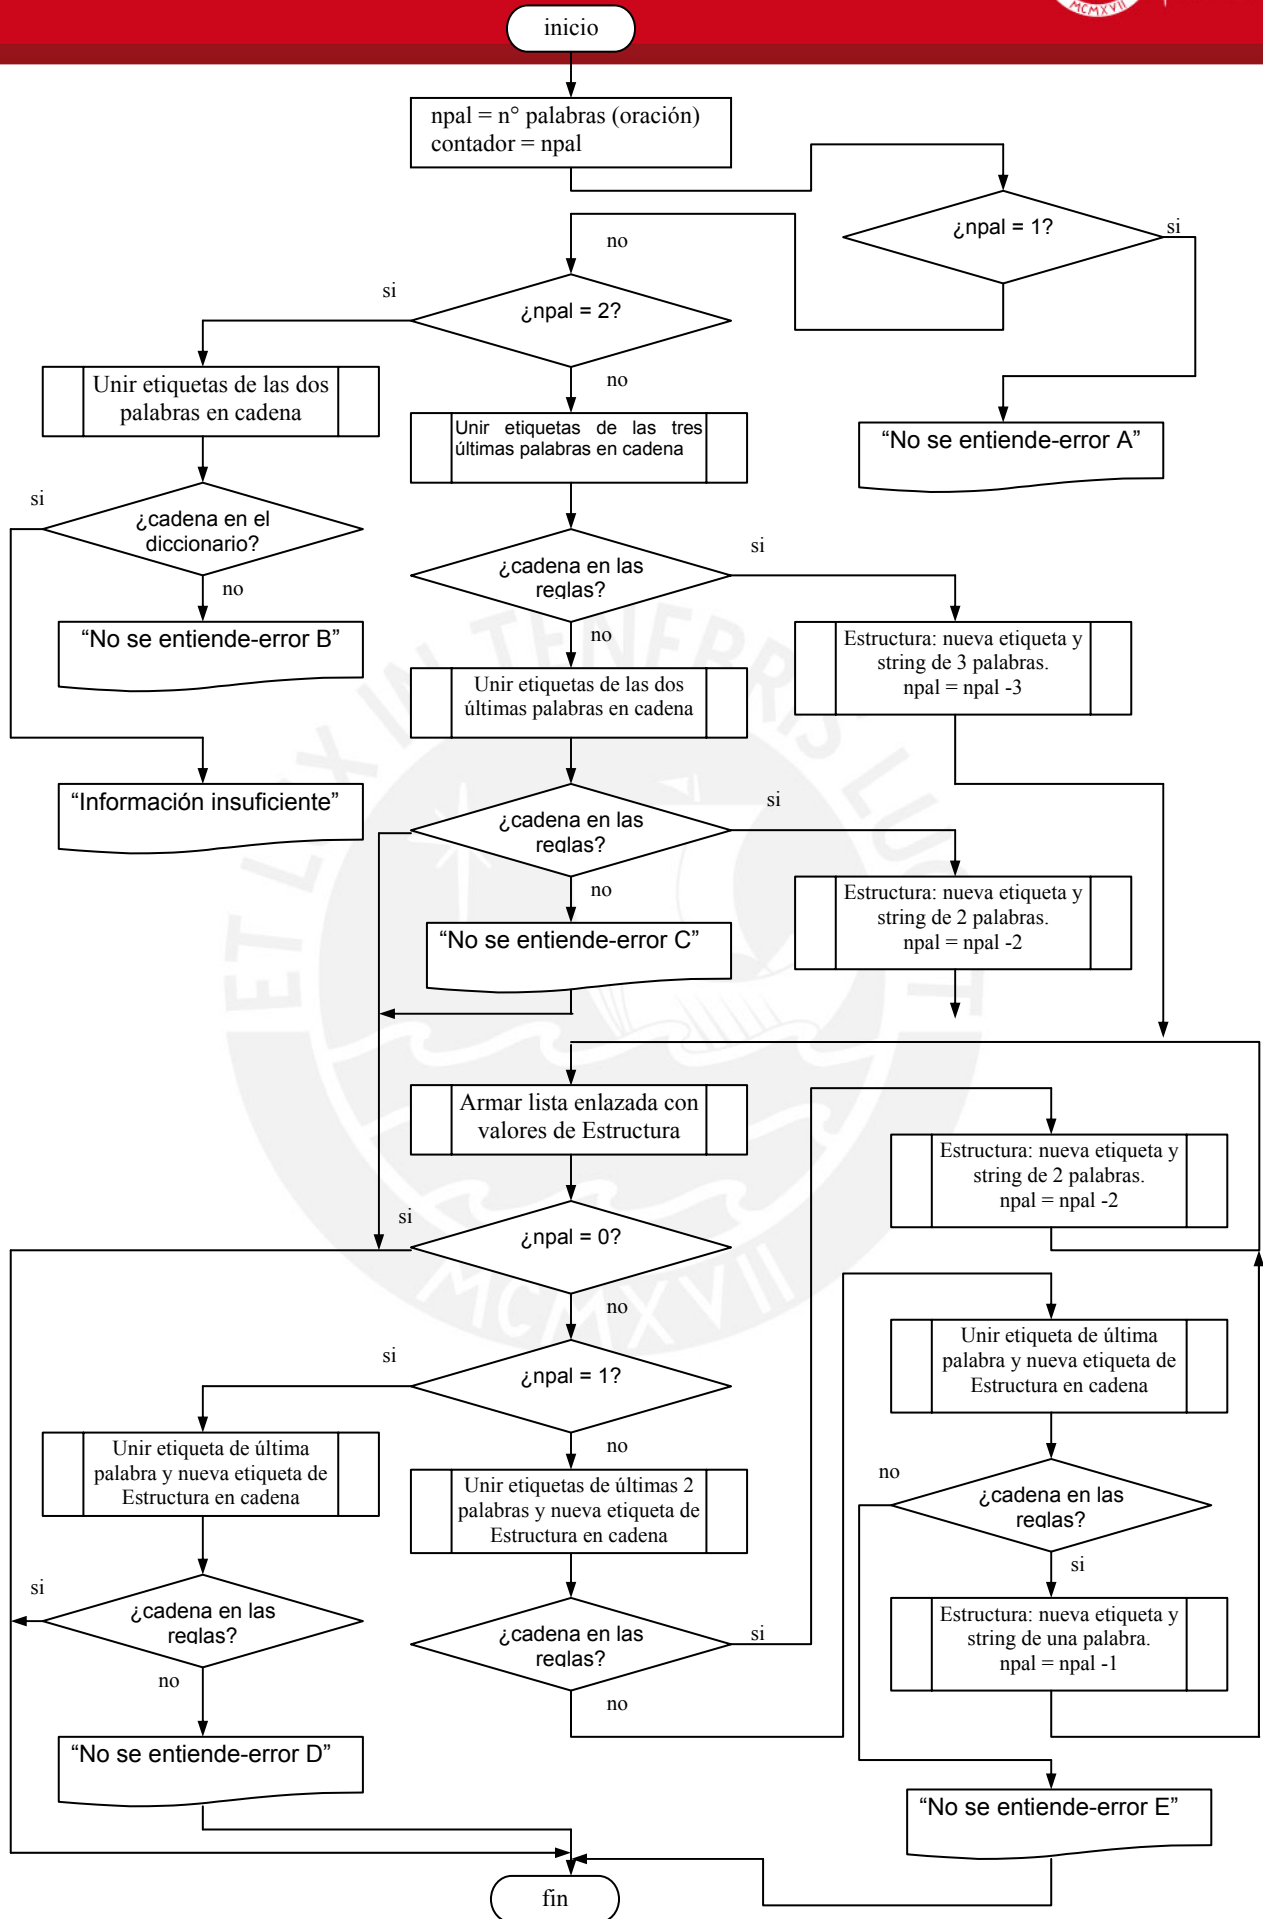 MCMXVII
inicio
npal = n° palabras (oración)
contador = npal
¿npal = 1?
si
no
si
¿npal = 2?
no
Unir etiquetas de las dos
palabras en cadena
Unir etiquetas de las tres
últimas palabras en cadena
“No se entiende-error A”
si
¿cadena en el
diccionario?
no
si
¿cadena en las
reglas?
no
“No se entiende-error B”
Estructura: nueva etiqueta y
string de 3 palabras.
npal = npal -3
Unir etiquetas de las dos
últimas palabras en cadena
“Información insuficiente”
si
¿cadena en las
reglas?
no
Estructura: nueva etiqueta y
string de 2 palabras.
npal = npal -2
“No se entiende-error C”
Armar lista enlazada con
valores de Estructura
Estructura: nueva etiqueta y
string de 2 palabras.
npal = npal -2
si
¿npal = 0?
no
Unir etiqueta de última
palabra y nueva etiqueta de
Estructura en cadena
si
¿npal = 1?
no
Unir etiqueta de última
palabra y nueva etiqueta de
Estructura en cadena
Unir etiquetas de últimas 2
palabras y nueva etiqueta de
Estructura en cadena
no
¿cadena en las
reglas?
si
si
¿cadena en las
reglas?
no
¿cadena en las
reglas?
si
no
Estructura: nueva etiqueta y
string de una palabra.
npal = npal -1
“No se entiende-error D”
“No se entiende-error E”
fin
ET LUX IN TENEBRIS LUCET
MCMXVII